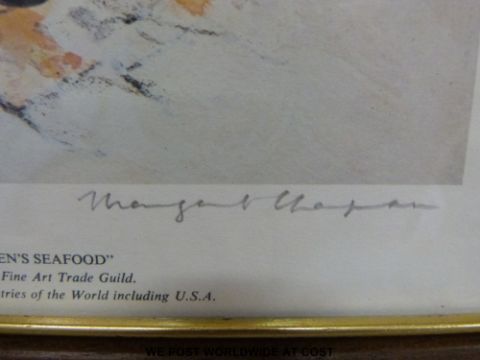 Margaret Chapman
EN'S SEAFOOD"
Fine Art Trade Guild.
tries of the World including U.S.A.
WE POST WORLDWIDE AT COST